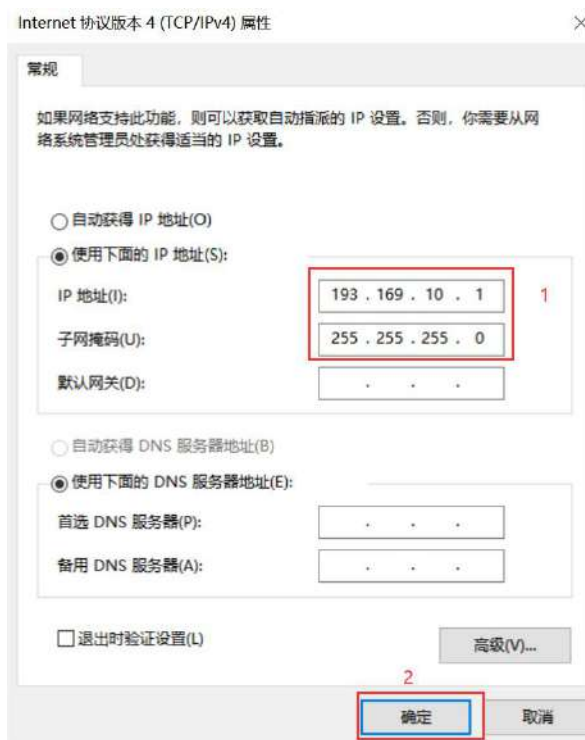 Internet 协议版本 4 (TCP/IPv4) 属性
常规
如果网络支持此功能，则可以获取自动指派的 IP 设置。否则，你需要从网
络系统管理员处获得适当的 IP 设置。
自动获得 IP 地址(O)
使用下面的 IP 地址(S):
IP 地址(I): 193 . 169 . 10 . 1 1
子网掩码(U): 255 . 255 . 255 . 0
默认网关(D): . . .
自动获得 DNS 服务器地址(B)
使用下面的 DNS 服务器地址(E):
首选 DNS 服务器(P): . . .
备用 DNS 服务器(A): . . .
退出时验证设置(L)
高级(V)...
2
确定 取消